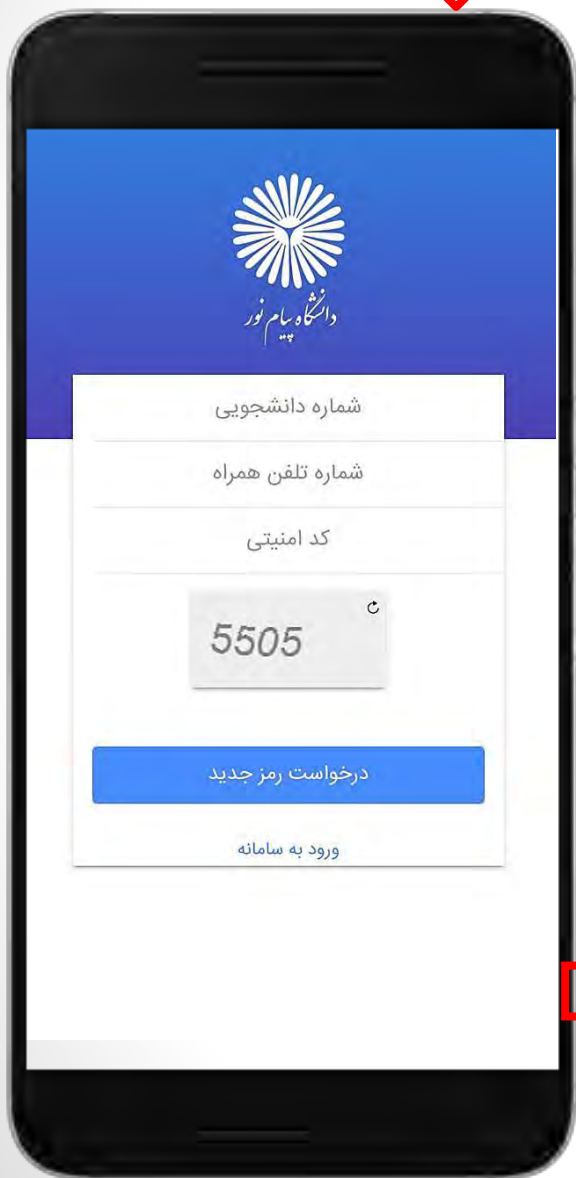 دانشگاه پیام نور
شماره دانشجویی
شماره تلفن همراه
کد امنیتی
5505
درخواست رمز جدید
ورود به سامانه